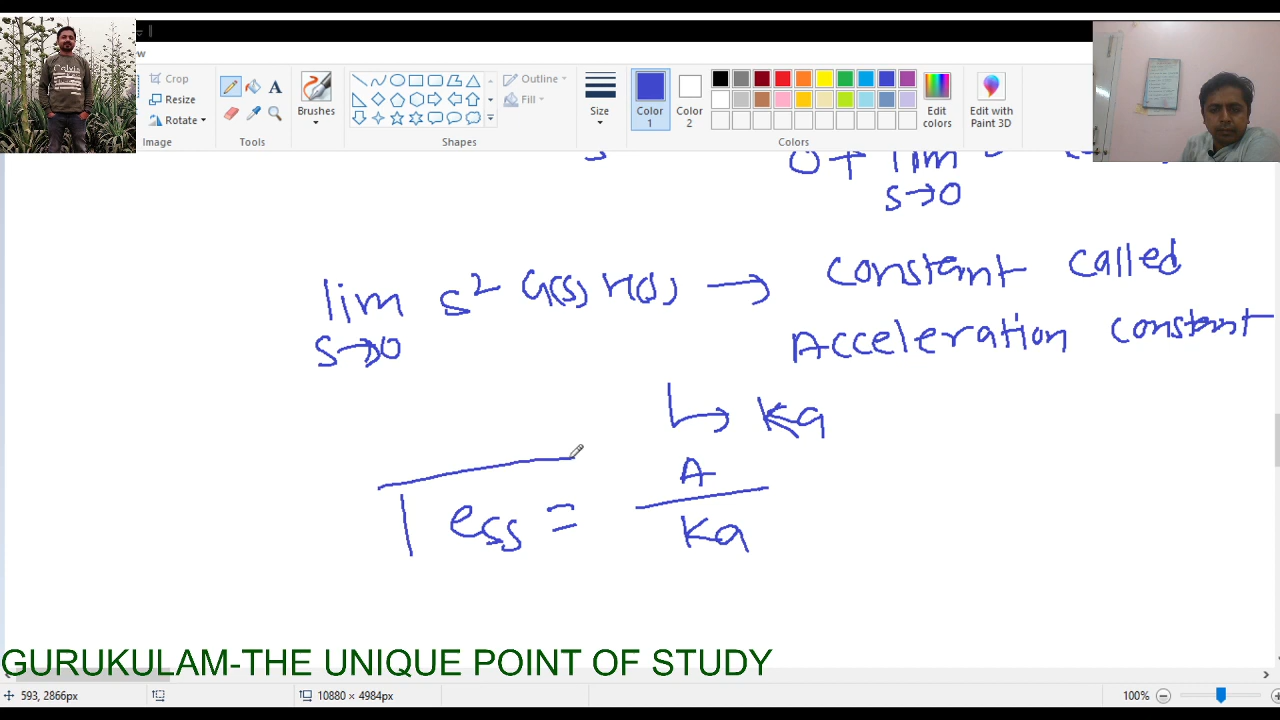 Crop
Outline
Resize
Fill
Rotate
Brushes
Size
Color 1
Color 2
Edit colors
Edit with Paint 3D
Image
Tools
Shapes
Colors
0 + lim
s→0
lim s² G(s) H(s) → constant called
s→0
Acceleration constant
↳ Ka
ess = A / Ka
GURUKULAM-THE UNIQUE POINT OF STUDY
593, 2866px
10880 × 4984px
100%